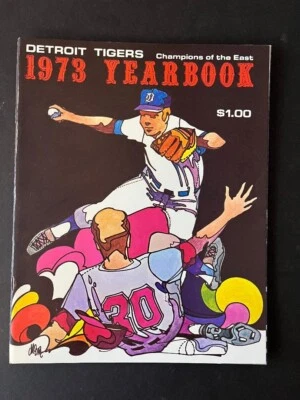 DETROIT TIGERS Champions of the East
1973 YEARBOOK
$1.00
D
30